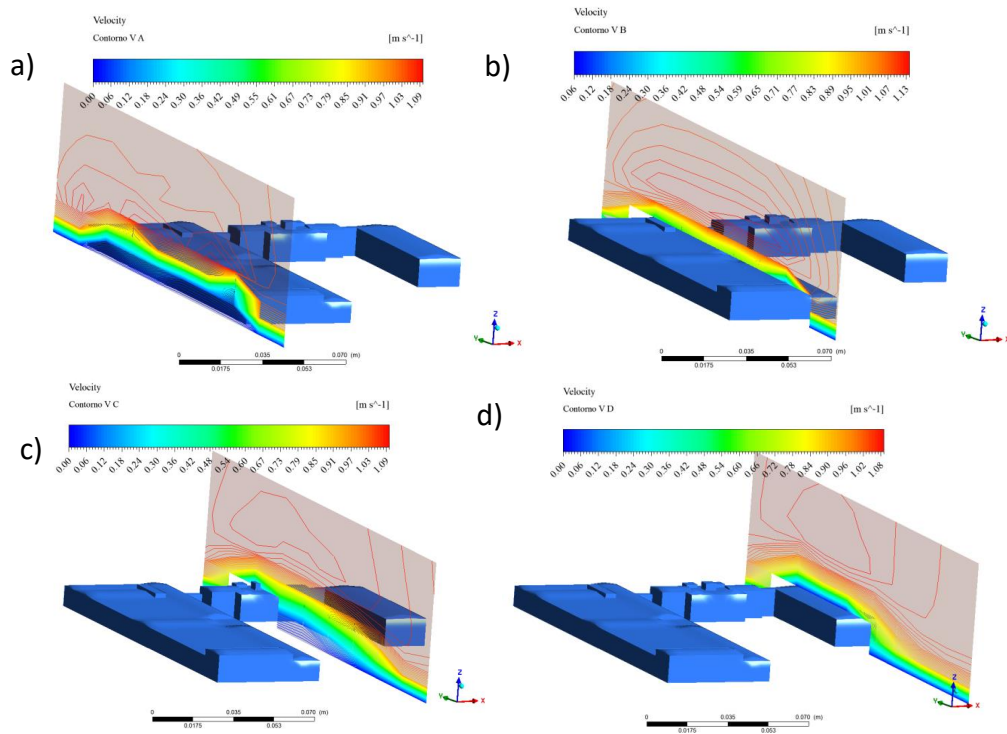 a)
Velocity
Contorno V A
[m s^-1]
0.00 0.06 0.12 0.18 0.24 0.30 0.36 0.42 0.49 0.55 0.61 0.67 0.73 0.79 0.85 0.91 0.97 1.03 1.09
Z
Y
X
0 0.035 0.070 (m)
0.0175 0.053
b)
Velocity
Contorno V B
[m s^-1]
0.06 0.12 0.18 0.24 0.30 0.36 0.42 0.48 0.54 0.59 0.65 0.71 0.77 0.83 0.89 0.95 1.01 1.07 1.13
Z
Y
X
0 0.035 0.070 (m)
0.0175 0.053
c)
Velocity
Contorno V C
[m s^-1]
0.00 0.06 0.12 0.18 0.24 0.30 0.36 0.42 0.48 0.54 0.60 0.67 0.73 0.79 0.85 0.91 0.97 1.03 1.09
Z
Y
X
0 0.035 0.070 (m)
0.0175 0.053
d)
Velocity
Contorno V D
[m s^-1]
0.00 0.06 0.12 0.18 0.24 0.30 0.36 0.42 0.48 0.54 0.60 0.66 0.72 0.78 0.84 0.90 0.96 1.02 1.08
Z
Y
X
0 0.035 0.070 (m)
0.0175 0.053